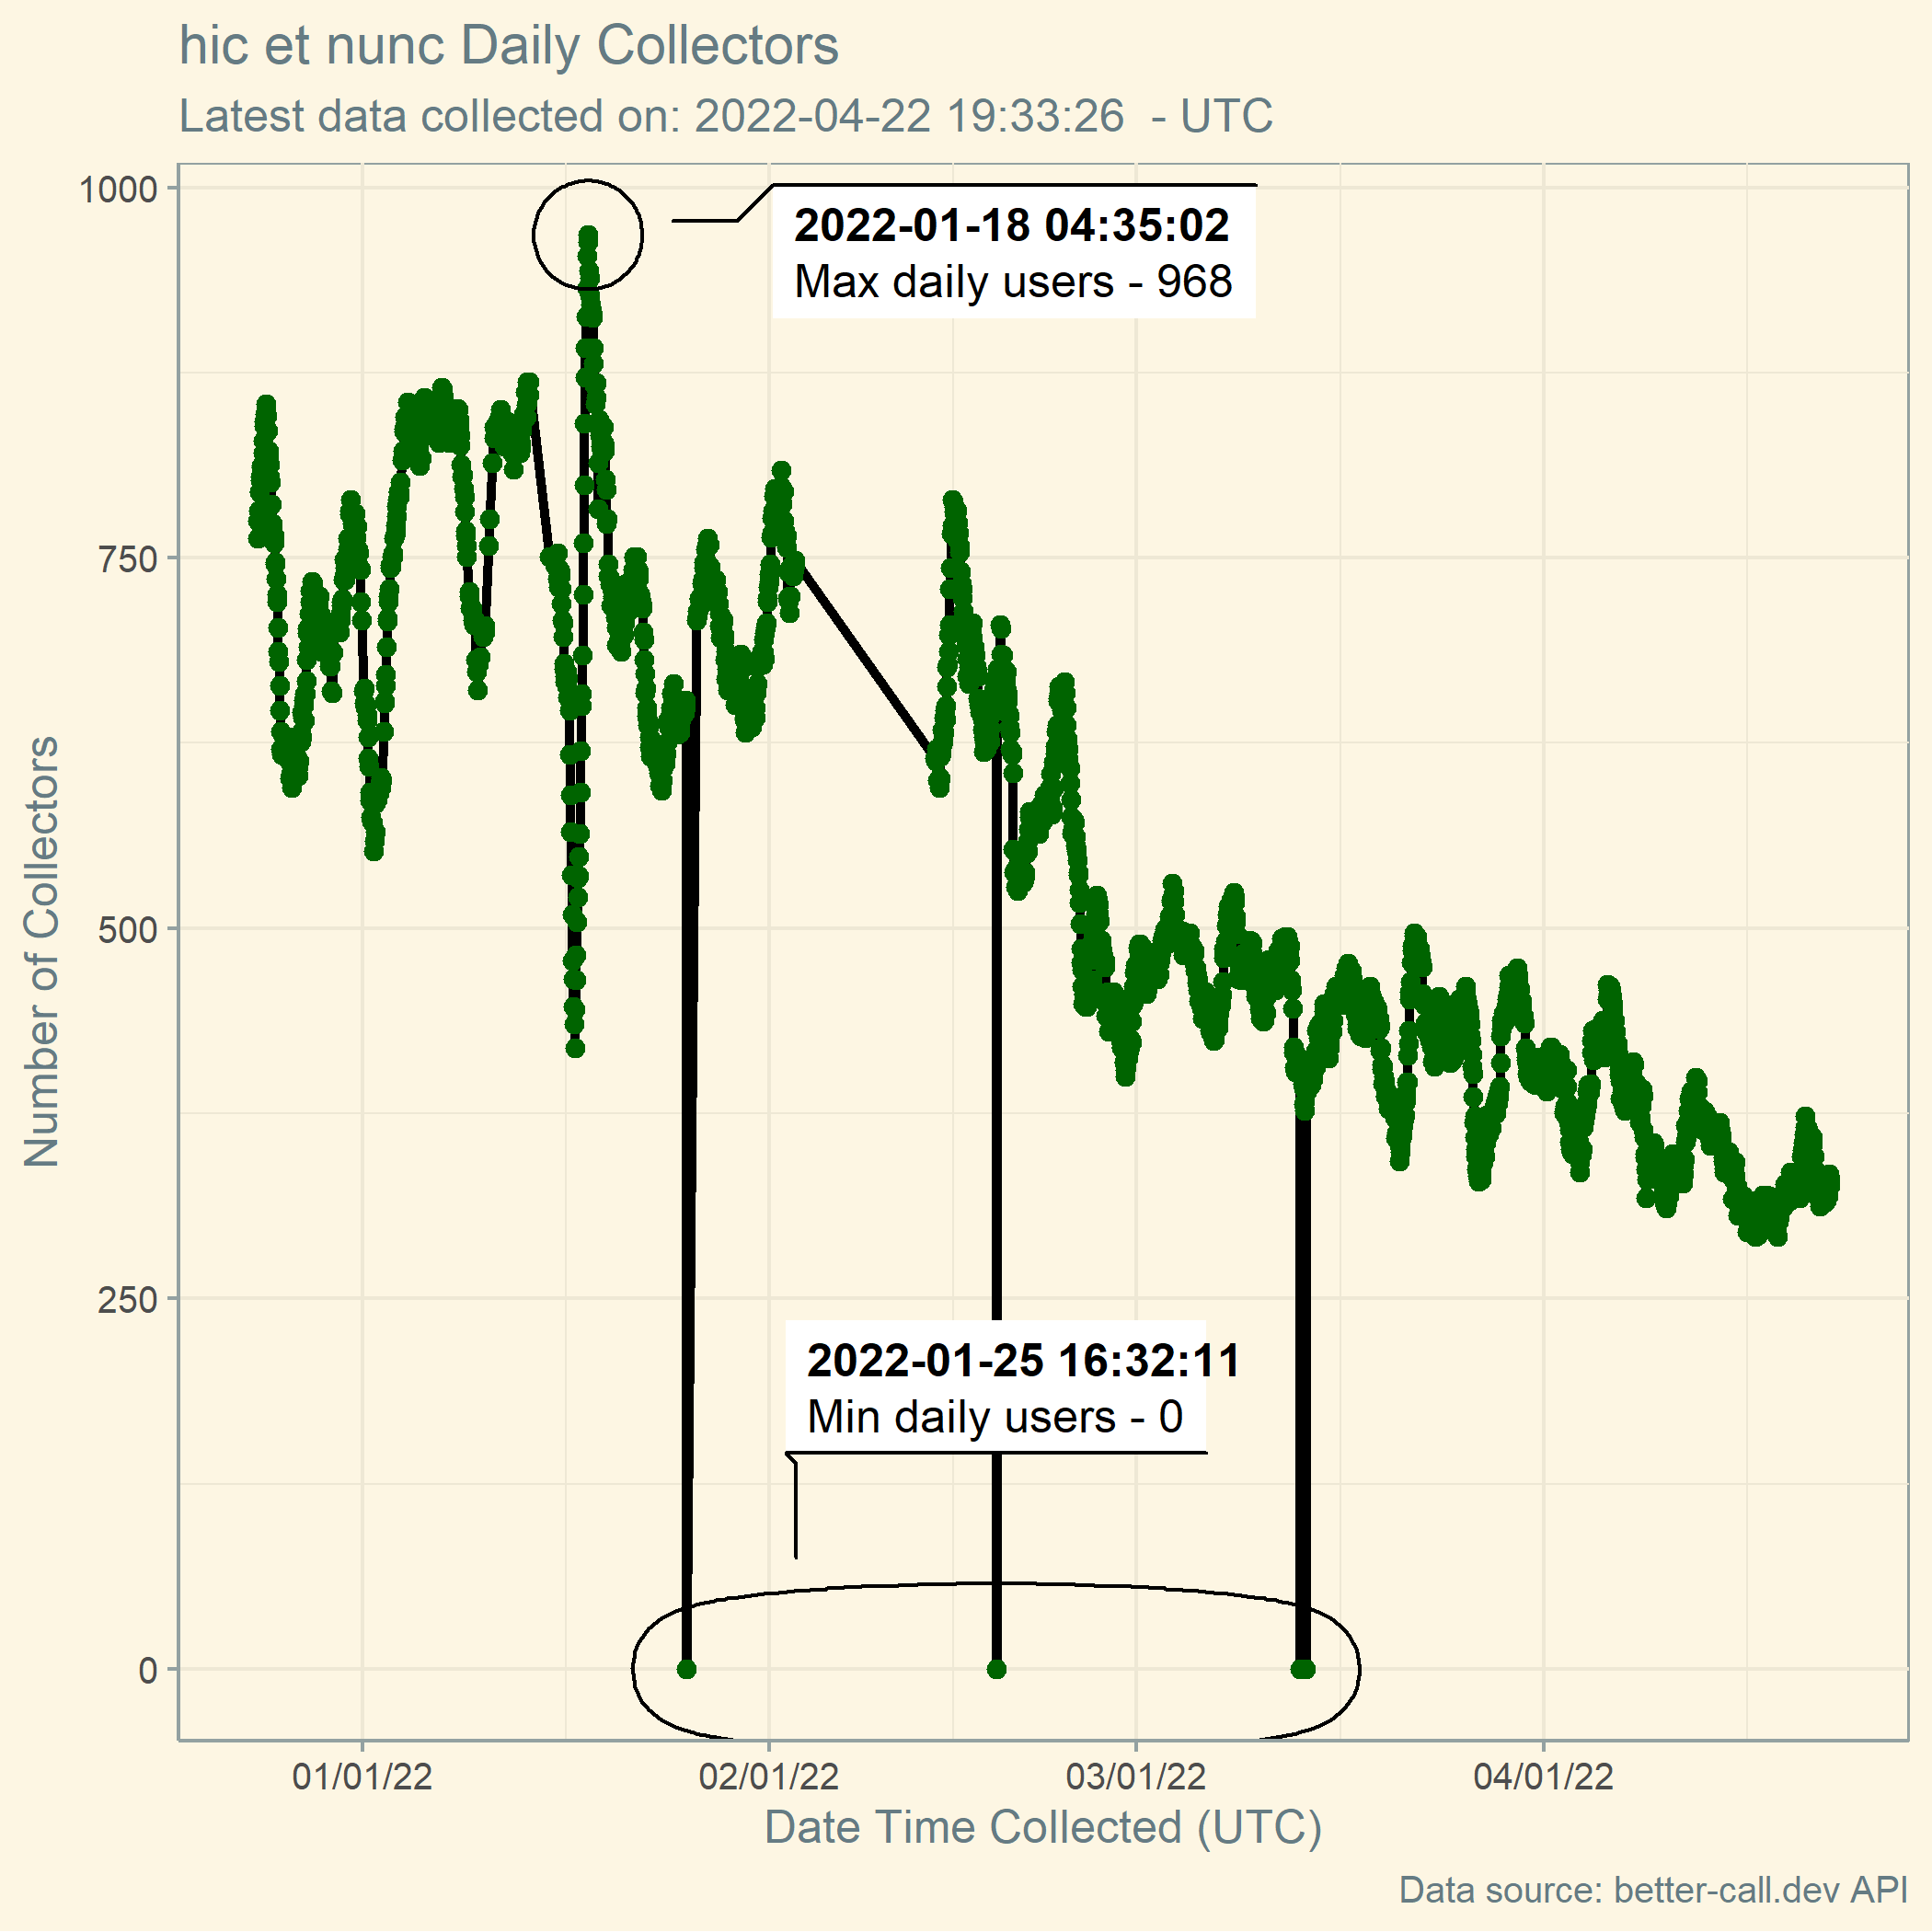 hic et nunc Daily Collectors
Latest data collected on: 2022-04-22 19:33:26  - UTC
1000
750
500
250
0
Number of Collectors
2022-01-18 04:35:02
Max daily users - 968
2022-01-25 16:32:11
Min daily users - 0
01/01/22 02/01/22 03/01/22 04/01/22
Date Time Collected (UTC)
Data source: better-call.dev API